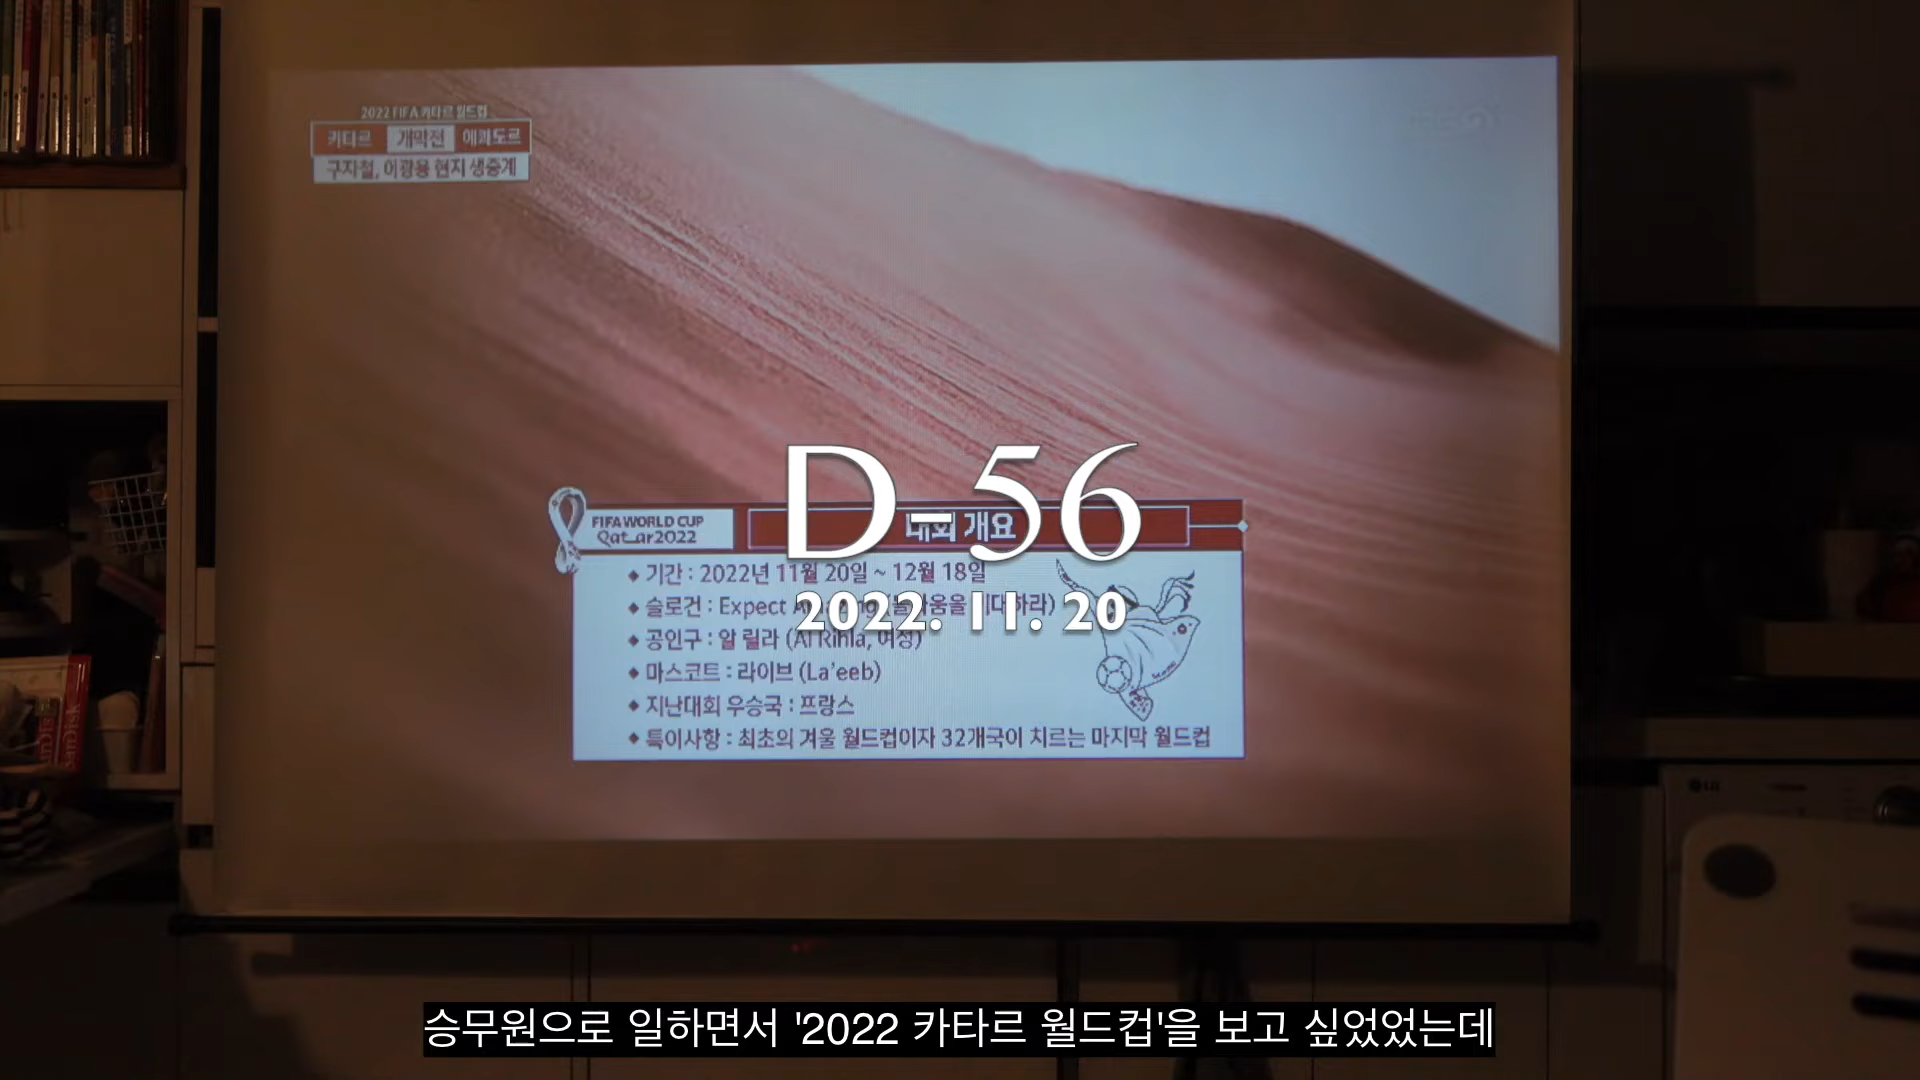 2022 FIFA 카타르 월드컵
카타르 개막전 에콰도르
구자철, 이광용 현지 생중계
D-56
FIFA WORLD CUP
Qatar2022
대회 개요
◆ 기간 : 2022년 11월 20일 ~ 12월 18일
◆ 슬로건 : Expect
2022. 11. 20
◆ 공인구 : 알 릴라 (Al Rihla, 여정)
◆ 마스코트 : 라이브 (La'eeb)
◆ 지난대회 우승국 : 프랑스
◆ 특이사항 : 최초의 겨울 월드컵이자 32개국이 치르는 마지막 월드컵
SanDisk
LG
승무원으로 일하면서 '2022 카타르 월드컵'을 보고 싶었었는데